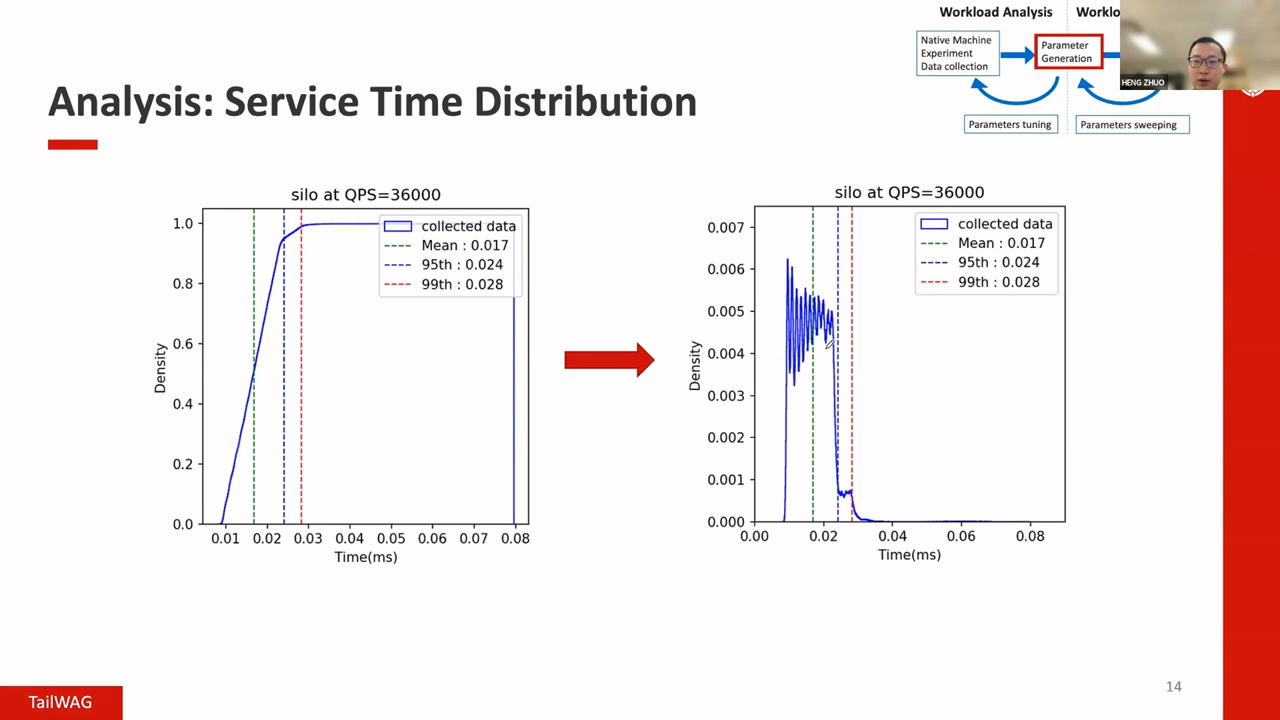 Workload Analysis
Worklo
Native Machine
Experiment
Data collection
Parameter
Generation
Parameters tuning
Parameters sweeping
HENG ZHUO
Analysis: Service Time Distribution
silo at QPS=36000
collected data
Mean : 0.017
95th : 0.024
99th : 0.028
Density
1.0
0.8
0.6
0.4
0.2
0.0
0.01 0.02 0.03 0.04 0.05 0.06 0.07 0.08
Time(ms)
silo at QPS=36000
collected data
Mean : 0.017
95th : 0.024
99th : 0.028
Density
0.007
0.006
0.005
0.004
0.003
0.002
0.001
0.000
0.00 0.02 0.04 0.06 0.08
Time(ms)
14
TailWAG